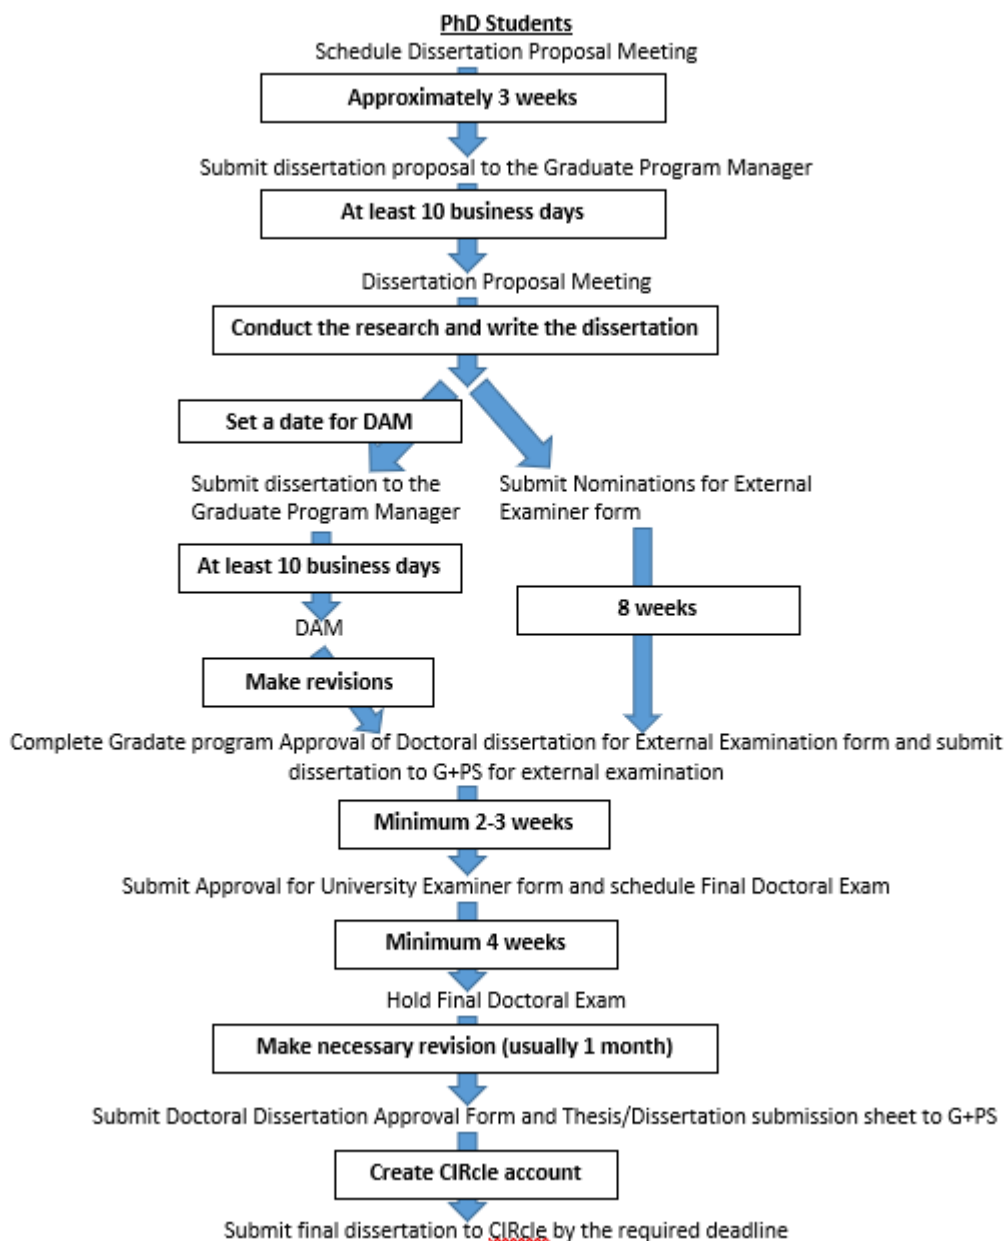 PhD Students
Schedule Dissertation Proposal Meeting
Approximately 3 weeks
Submit dissertation proposal to the Graduate Program Manager
At least 10 business days
Dissertation Proposal Meeting
Conduct the research and write the dissertation
Set a date for DAM
Submit dissertation to the
Graduate Program Manager
Submit Nominations for External
Examiner form
At least 10 business days
8 weeks
DAM
Make revisions
Complete Gradate program Approval of Doctoral dissertation for External Examination form and submit
dissertation to G+PS for external examination
Minimum 2-3 weeks
Submit Approval for University Examiner form and schedule Final Doctoral Exam
Minimum 4 weeks
Hold Final Doctoral Exam
Make necessary revision (usually 1 month)
Submit Doctoral Dissertation Approval Form and Thesis/Dissertation submission sheet to G+PS
Create CIRcle account
Submit final dissertation to CIRcle by the required deadline